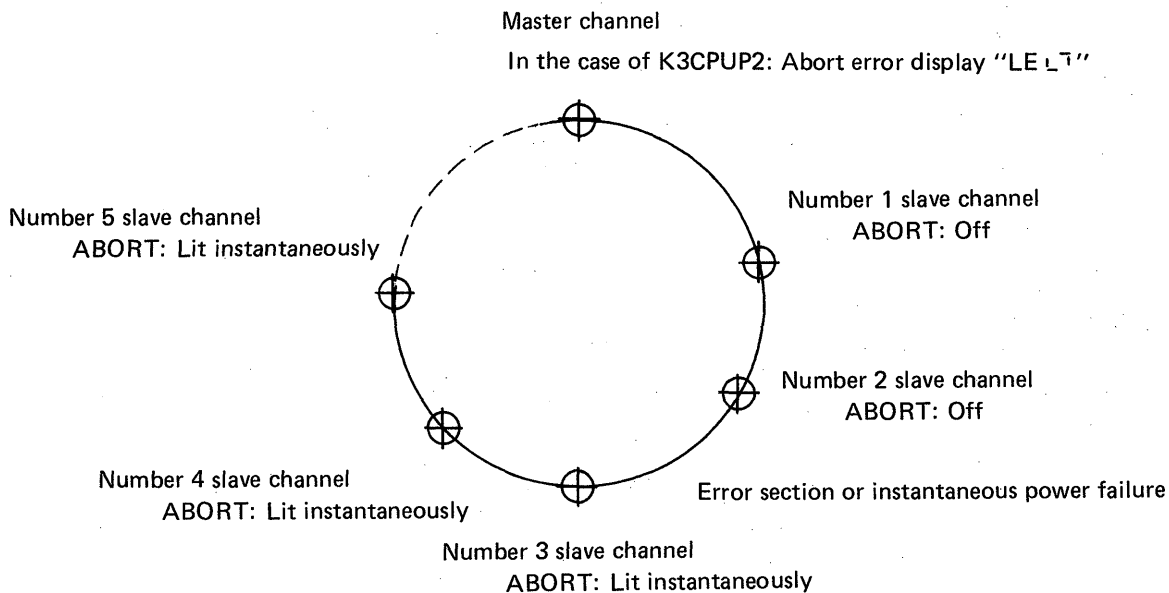 Master channel
In the case of K3CPUP2: Abort error display "LE
Number 1 slave channel
ABORT: Off
Number 5 slave channel
ABORT: Lit instantaneously
Number 2 slave channel
ABORT: Off
Number 4 slave channel
ABORT: Lit instantaneously
Error section or instantaneous power failure
Number 3 slave channel
ABORT: Lit instantaneously